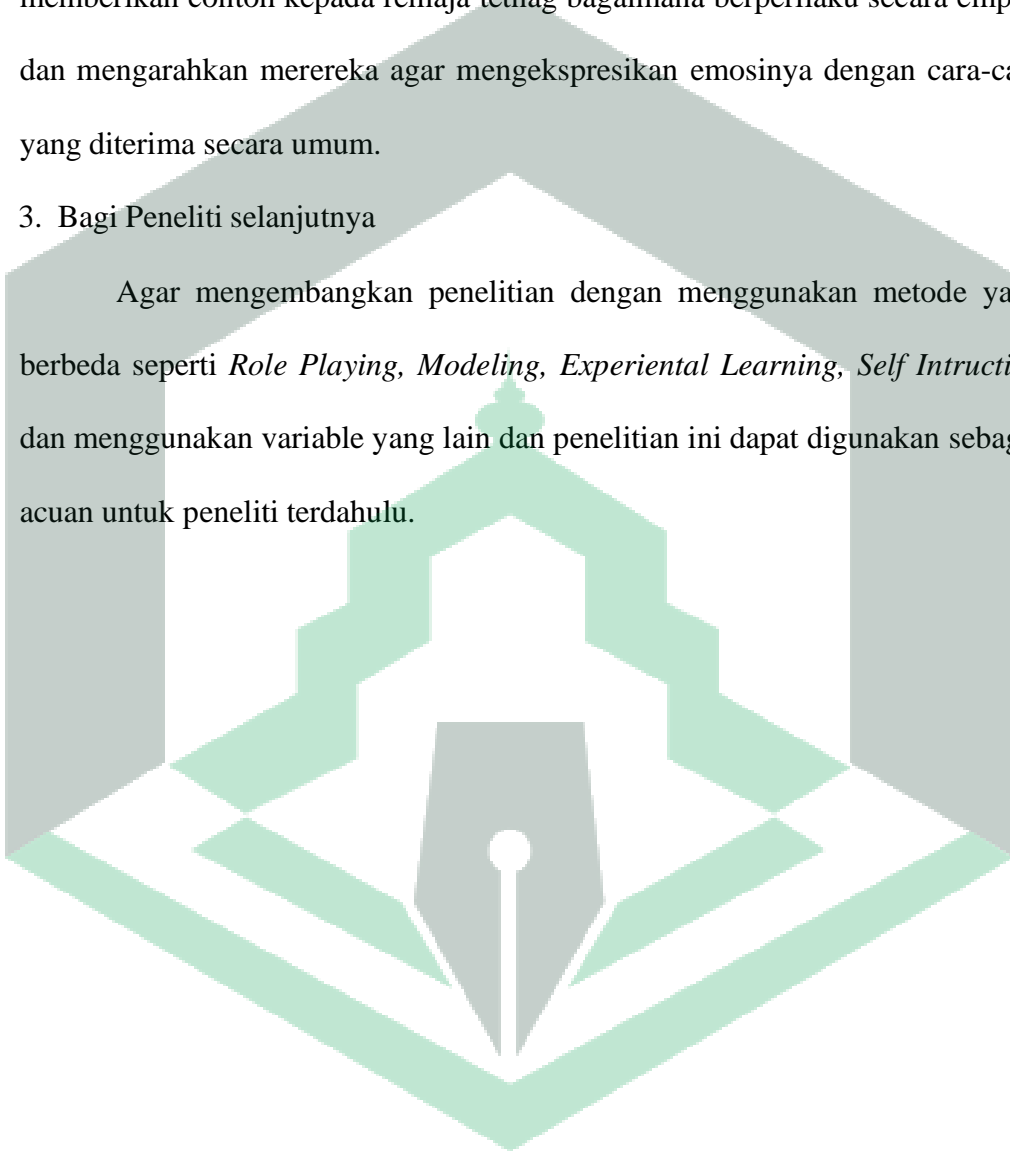 memberikan contoh kepada remaja tetnag bagaimana berperilaku secara emp
dan mengarahkan merereka agar mengekspresikan emosinya dengan cara-ca
yang diterima secara umum.
3. Bagi Peneliti selanjutnya
Agar mengembangkan penelitian dengan menggunakan metode ya
berbeda seperti Role Playing, Modeling, Experiental Learning, Self Intructi
dan menggunakan variable yang lain dan penelitian ini dapat digunakan sebag
acuan untuk peneliti terdahulu.